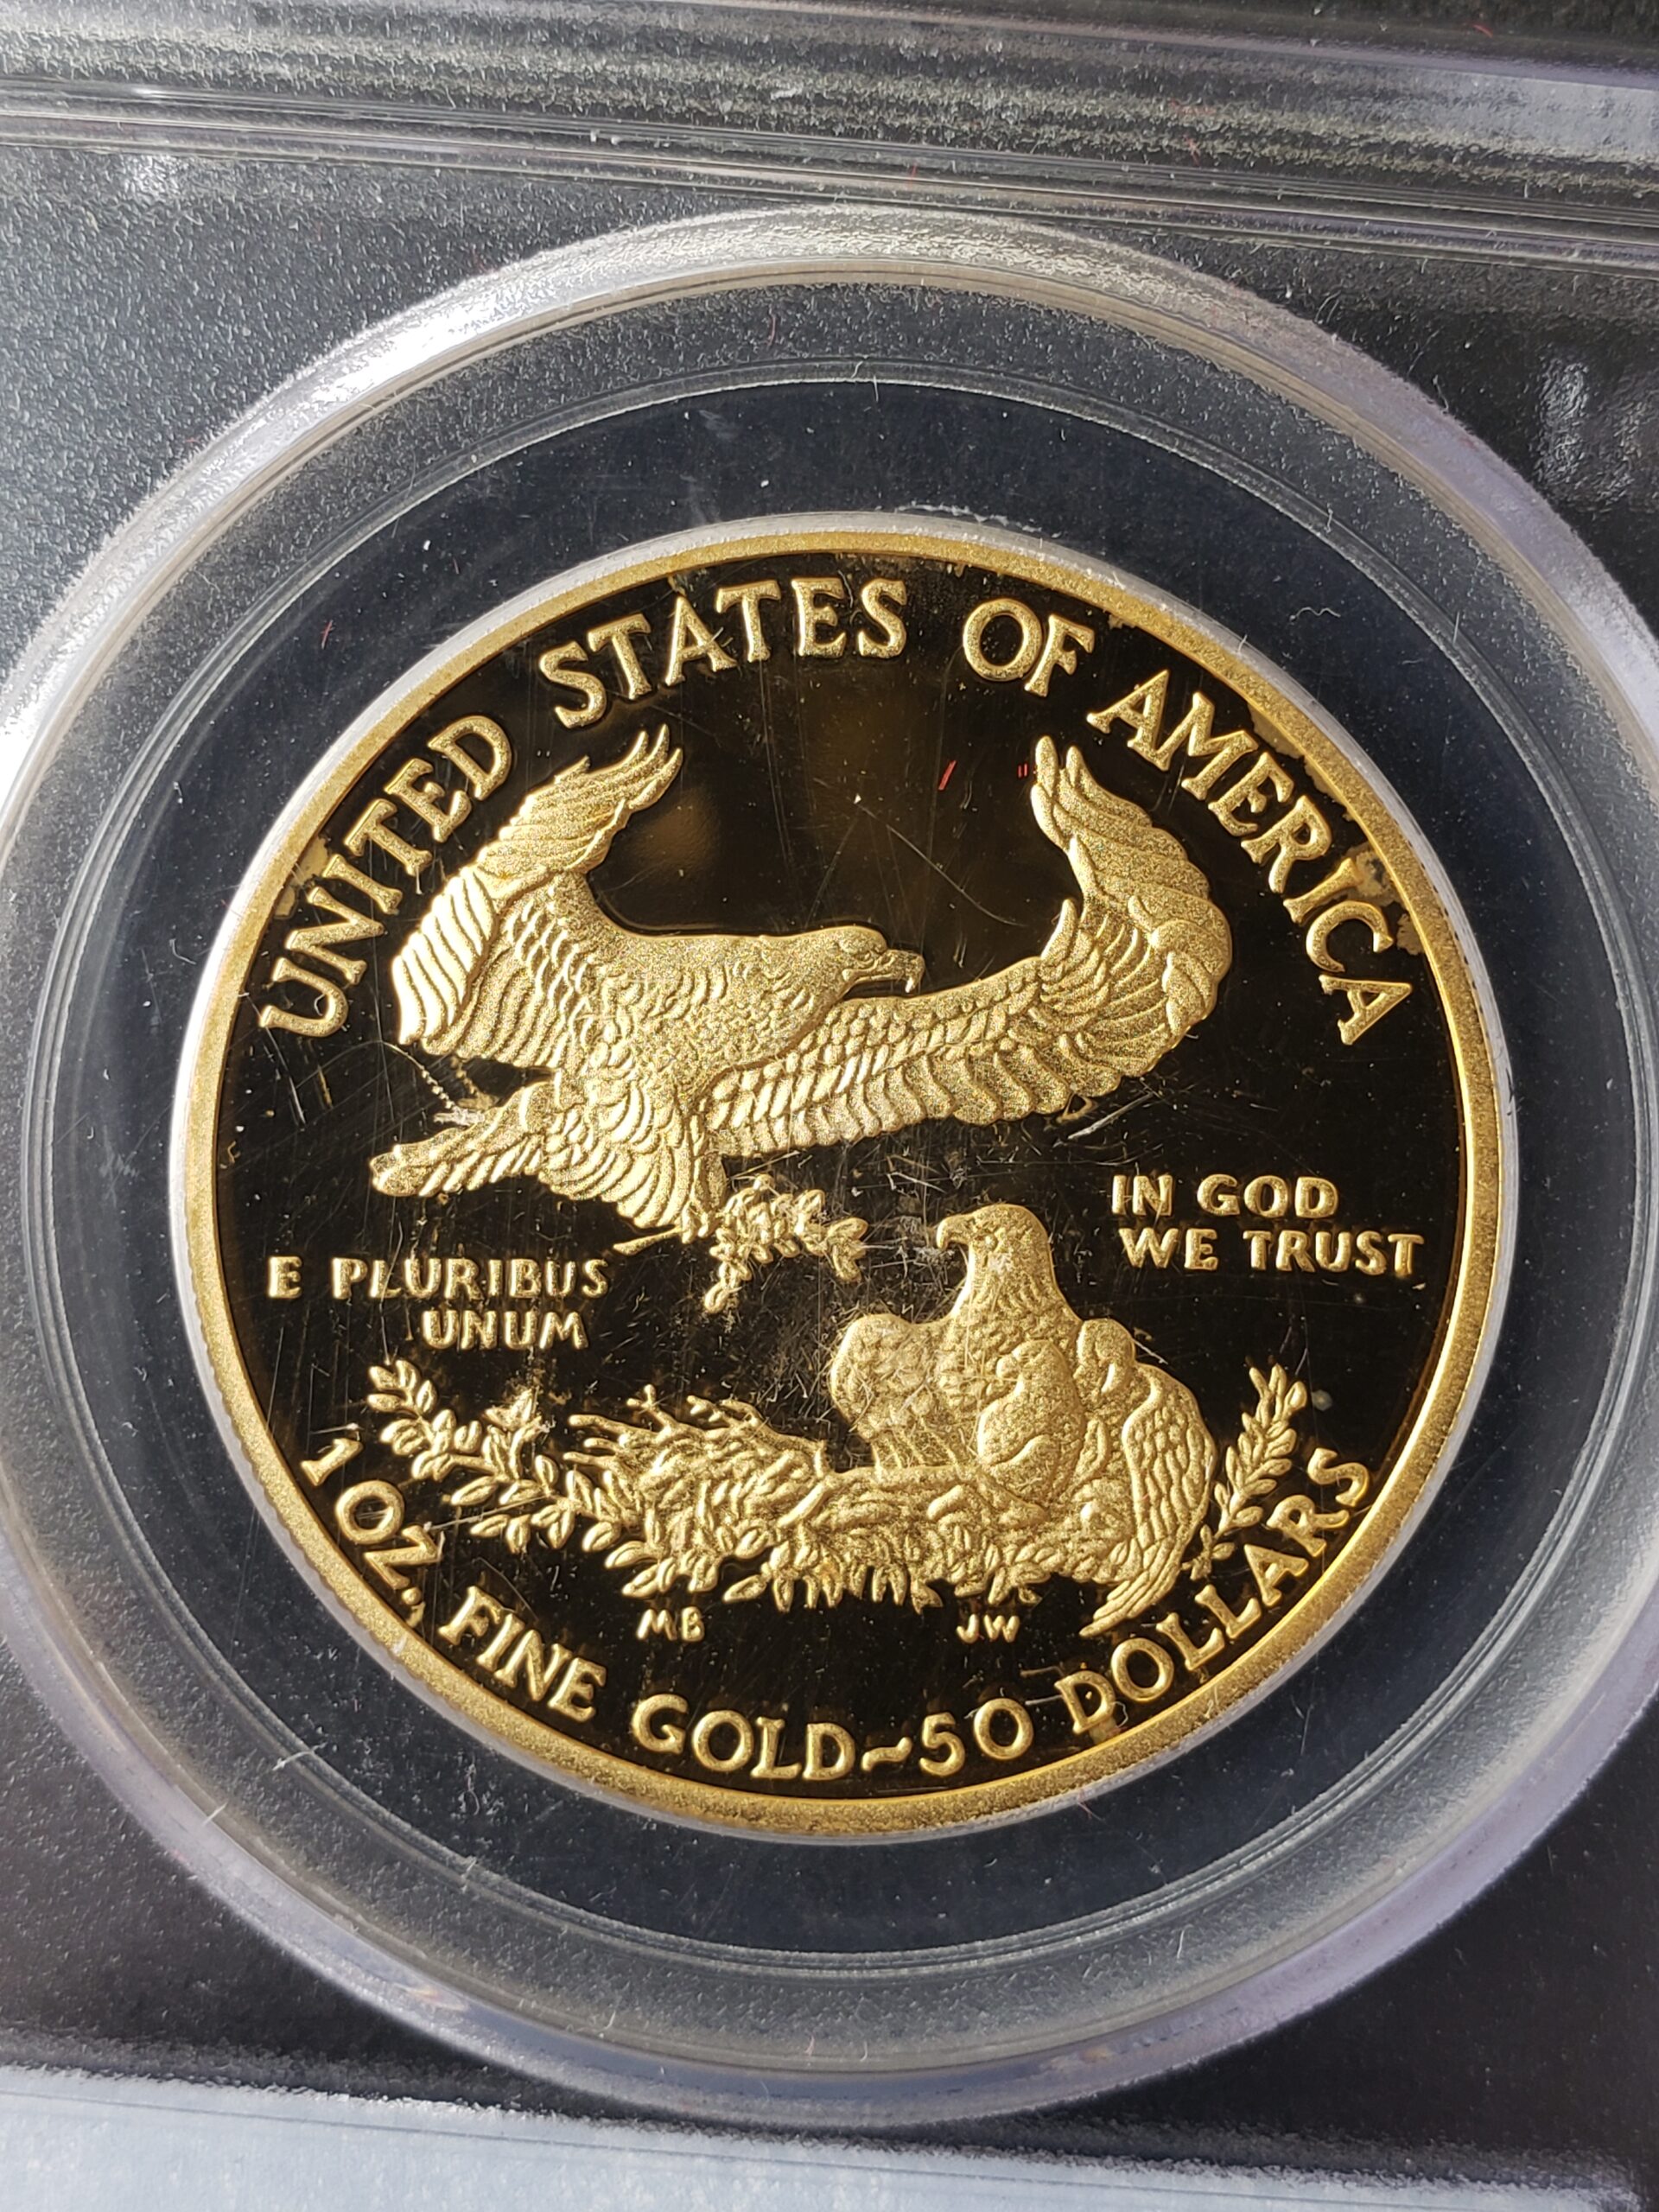 UNITED STATES OF AMERICA
IN GOD
WE TRUST
E PLURIBUS
UNUM
MB
JW
1 OZ. FINE GOLD~50 DOLLARS